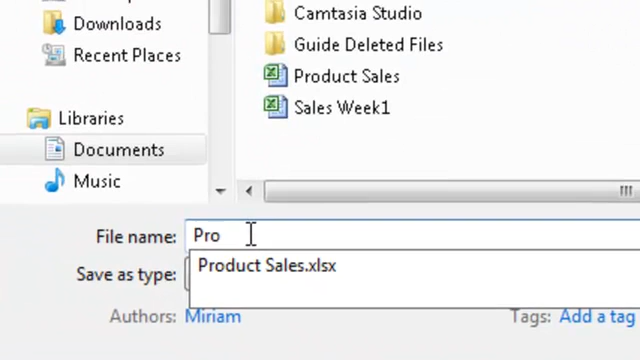 Downloads
Recent Places
Libraries
Documents
Music
Camtasia Studio
Guide Deleted Files
Product Sales
Sales Week1
File name: Pro
Product Sales.xlsx
Save as type:
Authors: Miriam
Tags: Add a tag